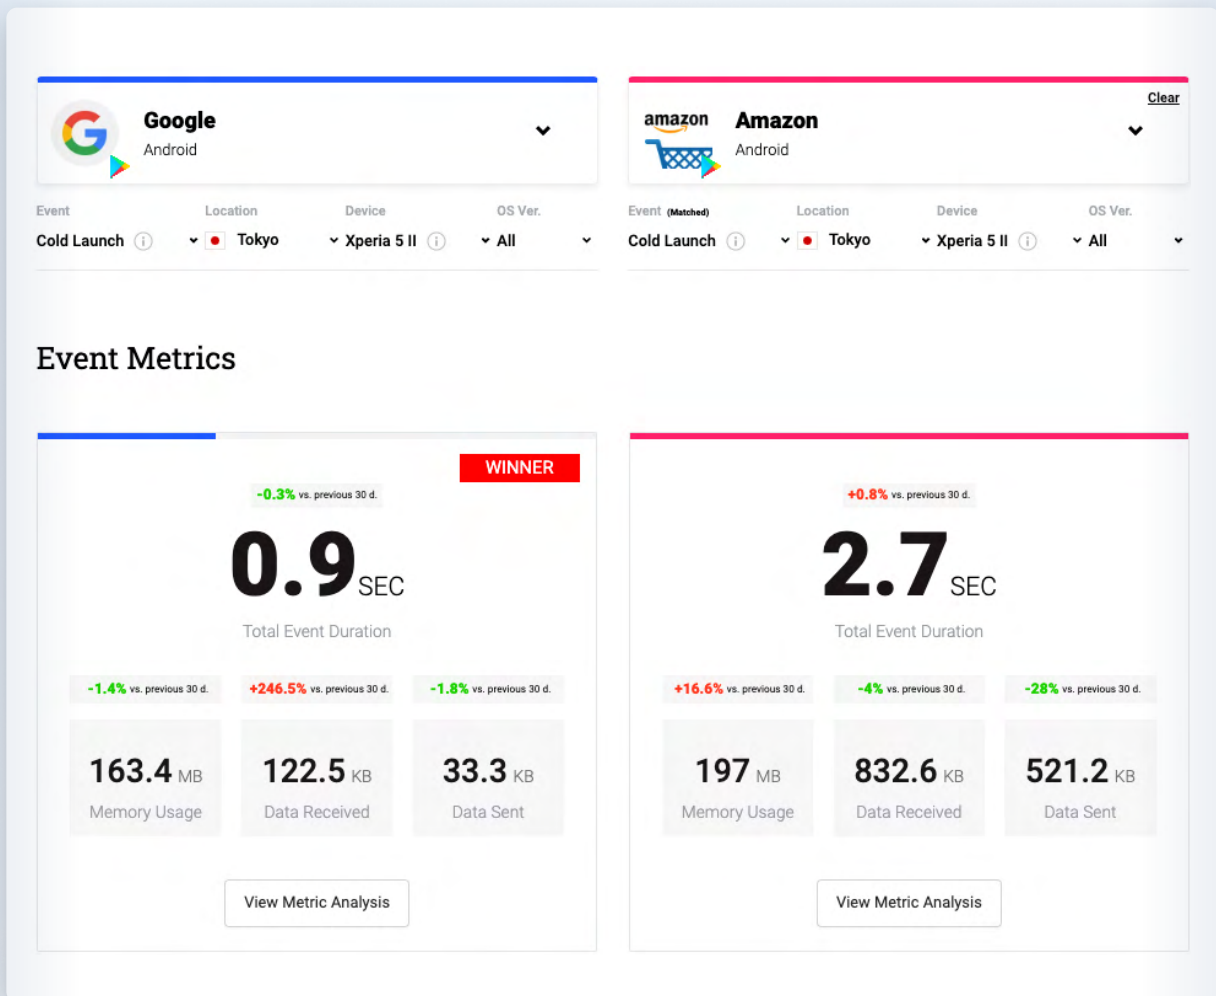 Google
Android
Clear
amazon
Amazon
Android
Event Location Device OS Ver.
Cold Launch i Tokyo Xperia 5 II i All
Event (Matched) Location Device OS Ver.
Cold Launch i Tokyo Xperia 5 II i All
Event Metrics
WINNER
-0.3% vs. previous 30 d.
0.9 SEC
Total Event Duration
-1.4% vs. previous 30 d. +246.5% vs. previous 30 d. -1.8% vs. previous 30 d.
163.4 MB 122.5 KB 33.3 KB
Memory Usage Data Received Data Sent
View Metric Analysis
+0.8% vs. previous 30 d.
2.7 SEC
Total Event Duration
+16.6% vs. previous 30 d. -4% vs. previous 30 d. -28% vs. previous 30 d.
197 MB 832.6 KB 521.2 KB
Memory Usage Data Received Data Sent
View Metric Analysis